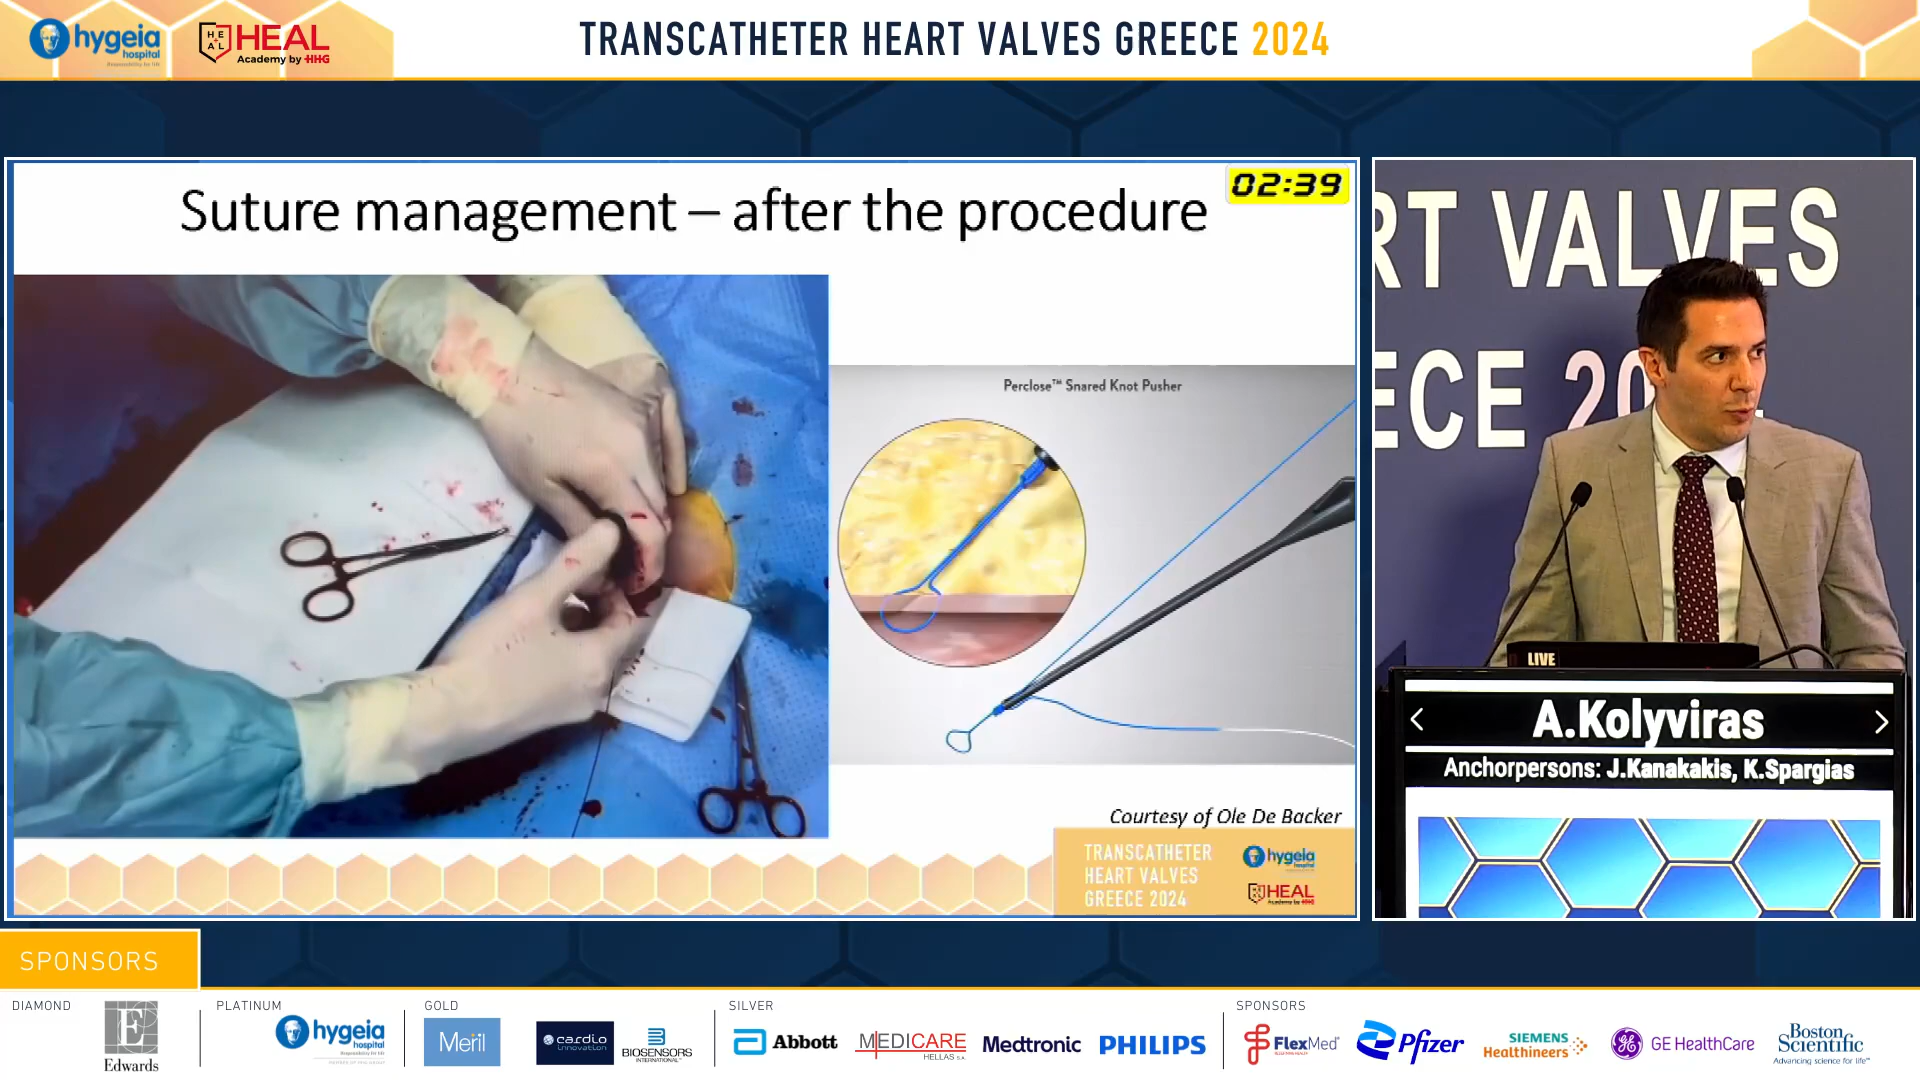 hygeia
hospital
HEAL
HEAL
Academy by HHG
TRANSCATHETER HEART VALVES GREECE 2024
Suture management – after the procedure
02:39
Perclose™ Snared Knot Pusher
Courtesy of Ole De Backer
TRANSCATHETER
HEART VALVES
GREECE 2024
hygeia
HEAL
RT VALVES
ECE 20
LIVE
A.Kolyviras
Anchorpersons: J.Kanakakis, K.Spargias
SPONSORS
DIAMOND
E
Edwards
PLATINUM
hygeia
hospital
GOLD
Meril
cardio
innovation
BIOSENSORS
INTERNATIONAL™
SILVER
Abbott
MEDICARE
HELLAS S.A.
Medtronic
PHILIPS
SPONSORS
FlexMed
Pfizer
SIEMENS
Healthineers
GE HealthCare
Boston
Scientific
Advancing science for life™